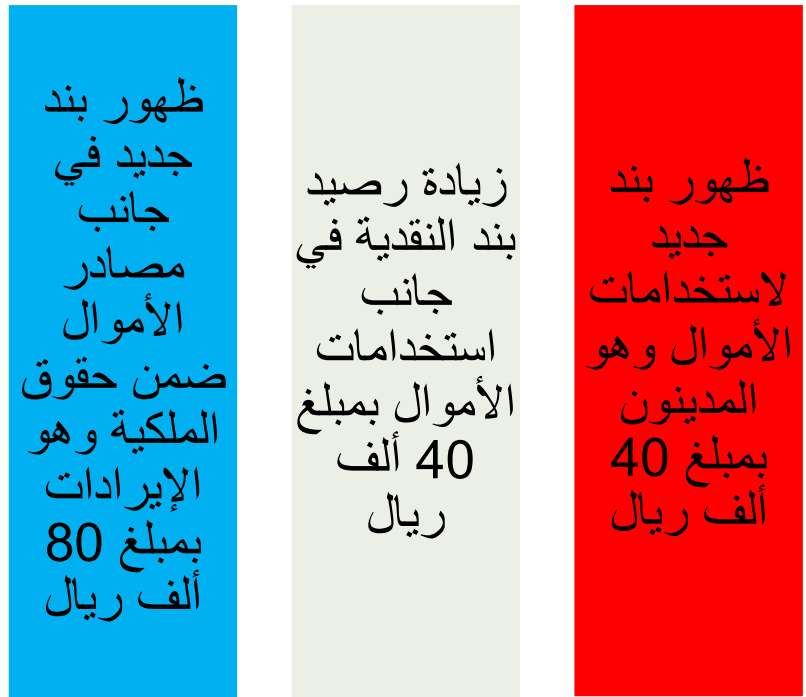 ظهور بند
جديد
لاستخدامات
الأموال وهو
المدينون
بمبلغ 40
ألف ريال
زيادة رصيد
بند النقدية في
جانب
استخدامات
الأموال بمبلغ
40 ألف
ريال
ظهور بند
جديد في
جانب
مصادر
الأموال
ضمن حقوق
الملكية وهو
الإيرادات
بمبلغ 80
ألف ريال